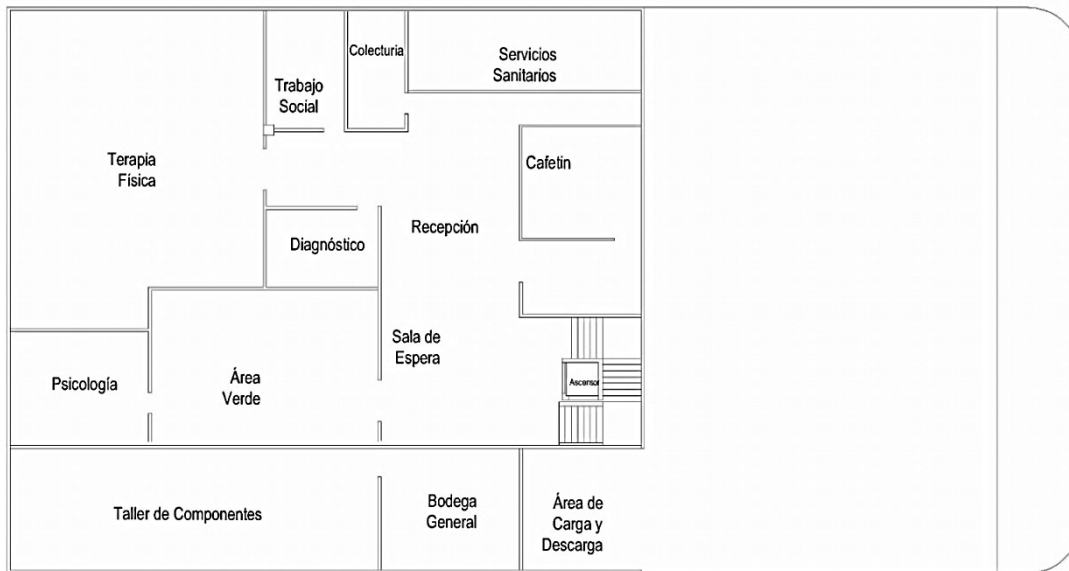 Colecturia
Servicios
Sanitarios
Trabajo
Social
Terapia
Física
Cafetín
Recepción
Diagnóstico
Sala de
Espera
Psicología
Área
Verde
Ascensor
Taller de Componentes
Bodega
General
Área de
Carga y
Descarga